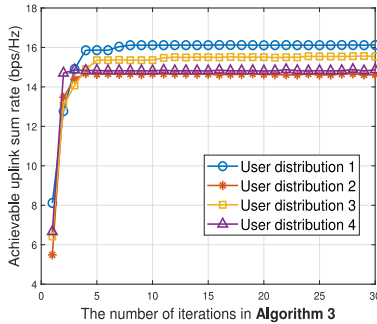 18
16
14
12
10
8
6
4
0
5
10
15
20
25
30
Achievable uplink sum rate (bps/Hz)
The number of iterations in Algorithm 3
User distribution 1
User distribution 2
User distribution 3
User distribution 4